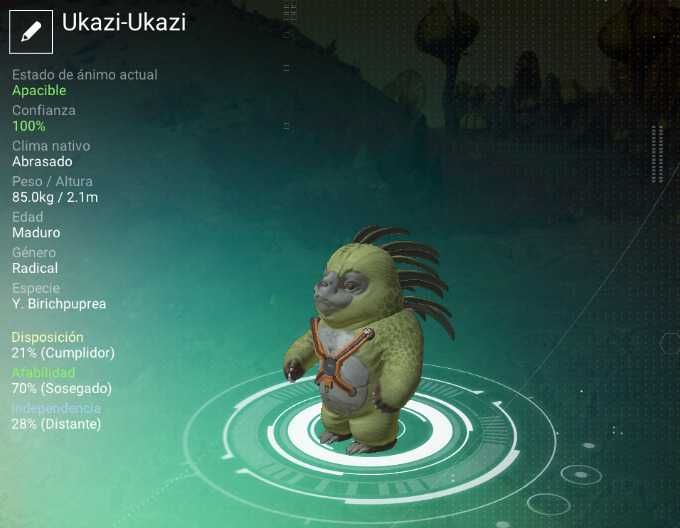 Ukazi-Ukazi
Estado de ánimo actual
Apacible
Confianza
100%
Clima nativo
Abrasado
Peso / Altura
85.0kg / 2.1m
Edad
Maduro
Género
Radical
Especie
Y. Birichpuprea
Disposición
21% (Cumplidor)
Afabilidad
70% (Sosegado)
Independencia
28% (Distante)